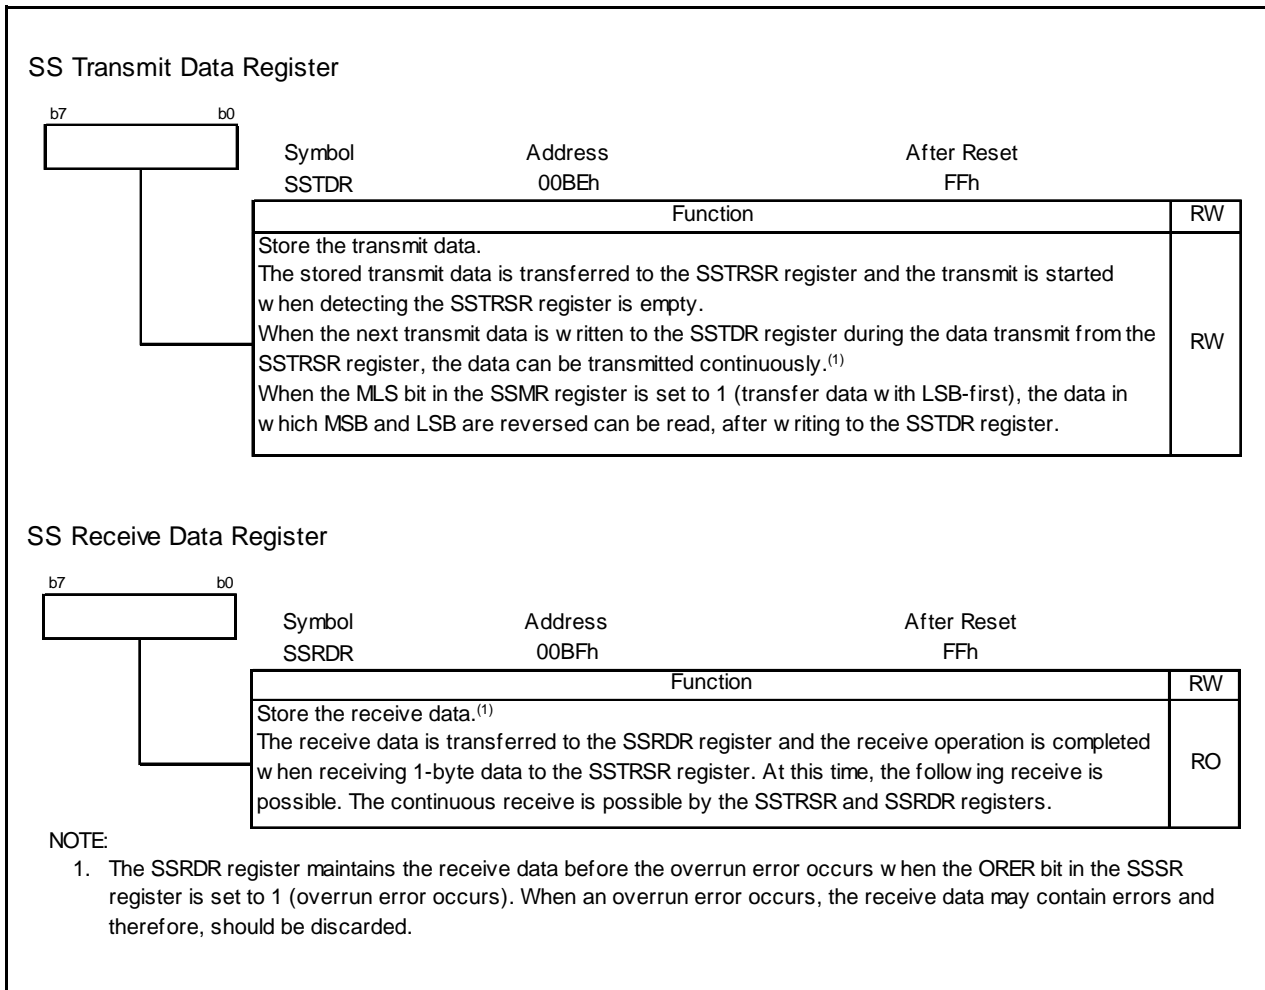 SS Transmit Data Register
b7 b0
Symbol Address After Reset
SSTDR 00BEh FFh
Function RW
Store the transmit data.
The stored transmit data is transferred to the SSTRSR register and the transmit is started
when detecting the SSTRSR register is empty.
When the next transmit data is written to the SSTDR register during the data transmit from the
SSTRSR register, the data can be transmitted continuously.(1)
When the MLS bit in the SSMR register is set to 1 (transfer data with LSB-first), the data in
which MSB and LSB are reversed can be read, after writing to the SSTDR register.
RW
SS Receive Data Register
b7 b0
Symbol Address After Reset
SSRDR 00BFh FFh
Function RW
Store the receive data.(1)
The receive data is transferred to the SSRDR register and the receive operation is completed
when receiving 1-byte data to the SSTRSR register. At this time, the following receive is
possible. The continuous receive is possible by the SSTRSR and SSRDR registers.
RO
NOTE:
1. The SSRDR register maintains the receive data before the overrun error occurs when the ORER bit in the SSSR
register is set to 1 (overrun error occurs). When an overrun error occurs, the receive data may contain errors and
therefore, should be discarded.